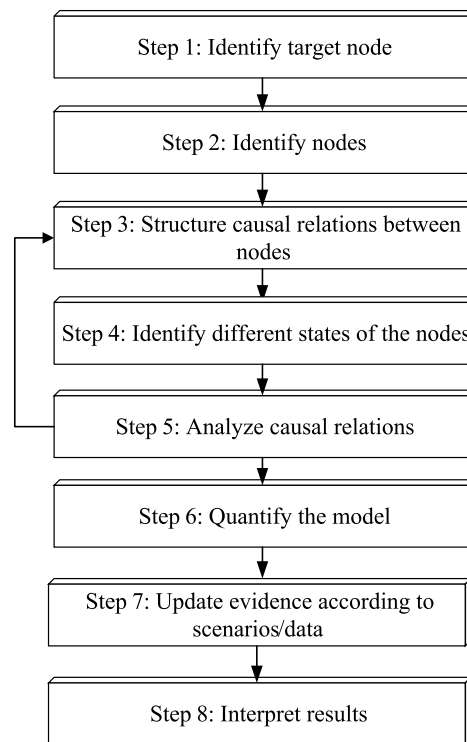 Step 1: Identify target node
Step 2: Identify nodes
Step 3: Structure causal relations between
nodes
Step 4: Identify different states of the nodes
Step 5: Analyze causal relations
Step 6: Quantify the model
Step 7: Update evidence according to
scenarios/data
Step 8: Interpret results